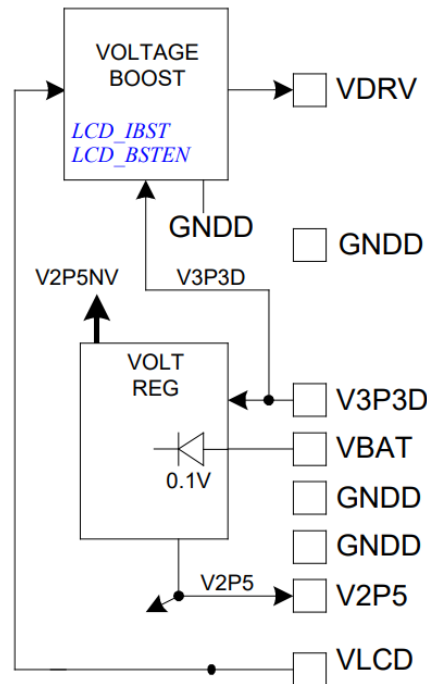 VOLTAGE
BOOST
VDRV
LCD_IBST
LCD_BSTEN
GNDD
GNDD
V2P5NV
V3P3D
VOLT
REG
V3P3D
VBAT
0.1V
GNDD
GNDD
V2P5
V2P5
VLCD